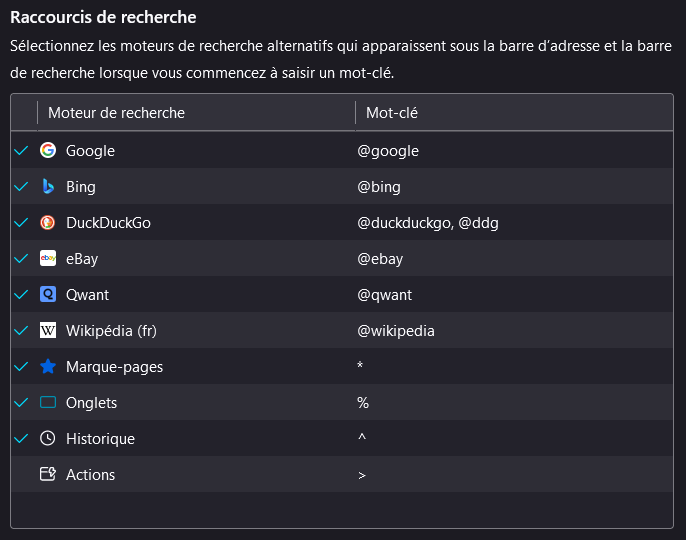 Raccourcis de recherche
Sélectionnez les moteurs de recherche alternatifs qui apparaissent sous la barre d’adresse et la barre
de recherche lorsque vous commencez à saisir un mot-clé.
Moteur de recherche Mot-clé
Google @google
Bing @bing
DuckDuckGo @duckduckgo, @ddg
ebay eBay @ebay
Qwant @qwant
W Wikipédia (fr) @wikipedia
Marque-pages *
Onglets %
Historique ^
Actions >